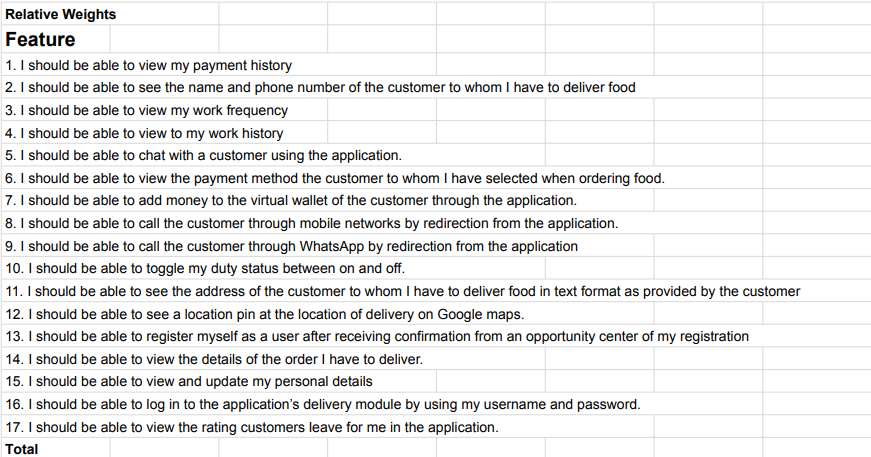 Relative Weights
Feature
1. I should be able to view my payment history
2. I should be able to see the name and phone number of the customer to whom I have to deliver food
3. I should be able to view my work frequency
4. I should be able to view to my work history
5. I should be able to chat with a customer using the application.
6. I should be able to view the payment method the customer to whom I have selected when ordering food.
7. I should be able to add money to the virtual wallet of the customer through the application.
8. I should be able to call the customer through mobile networks by redirection from the application.
9. I should be able to call the customer through WhatsApp by redirection from the application
10. I should be able to toggle my duty status between on and off.
11. I should be able to see the address of the customer to whom I have to deliver food in text format as provided by the customer
12. I should be able to see a location pin at the location of delivery on Google maps.
13. I should be able to register myself as a user after receiving confirmation from an opportunity center of my registration
14. I should be able to view the details of the order I have to deliver.
15. I should be able to view and update my personal details
16. I should be able to log in to the application’s delivery module by using my username and password.
17. I should be able to view the rating customers leave for me in the application.
Total